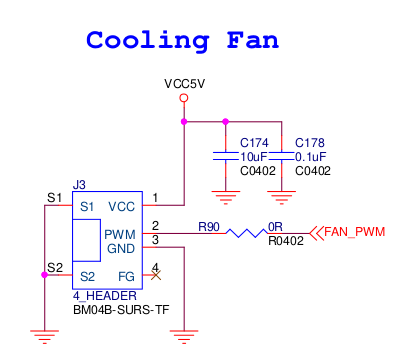 Cooling Fan
VCC5V
C174
10uF
C0402
C178
0.1uF
C0402
J3
S1 S1 VCC 1
PWM 2
GND 3
S2 S2 FG 4
R90 0R
R0402
FAN_PWM
4_HEADER
BM04B-SURS-TF